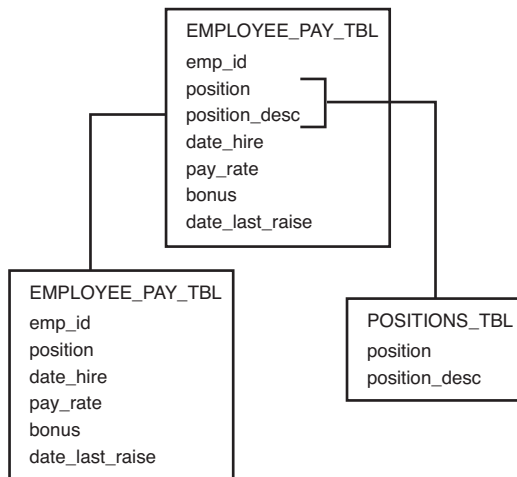 EMPLOYEE_PAY_TBL
emp_id
position
position_desc
date_hire
pay_rate
bonus
date_last_raise
EMPLOYEE_PAY_TBL
emp_id
position
date_hire
pay_rate
bonus
date_last_raise
POSITIONS_TBL
position
position_desc